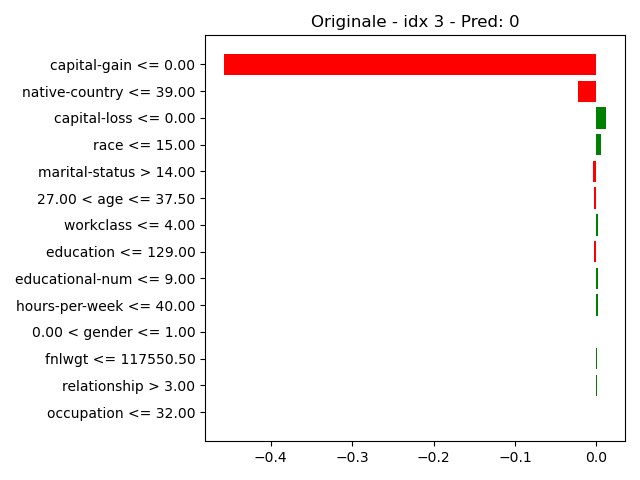 Originale - idx 3 - Pred: 0
capital-gain <= 0.00
native-country <= 39.00
capital-loss <= 0.00
race <= 15.00
marital-status > 14.00
27.00 < age <= 37.50
workclass <= 4.00
education <= 129.00
educational-num <= 9.00
hours-per-week <= 40.00
0.00 < gender <= 1.00
fnlwgt <= 117550.50
relationship > 3.00
occupation <= 32.00
−0.4 −0.3 −0.2 −0.1 0.0